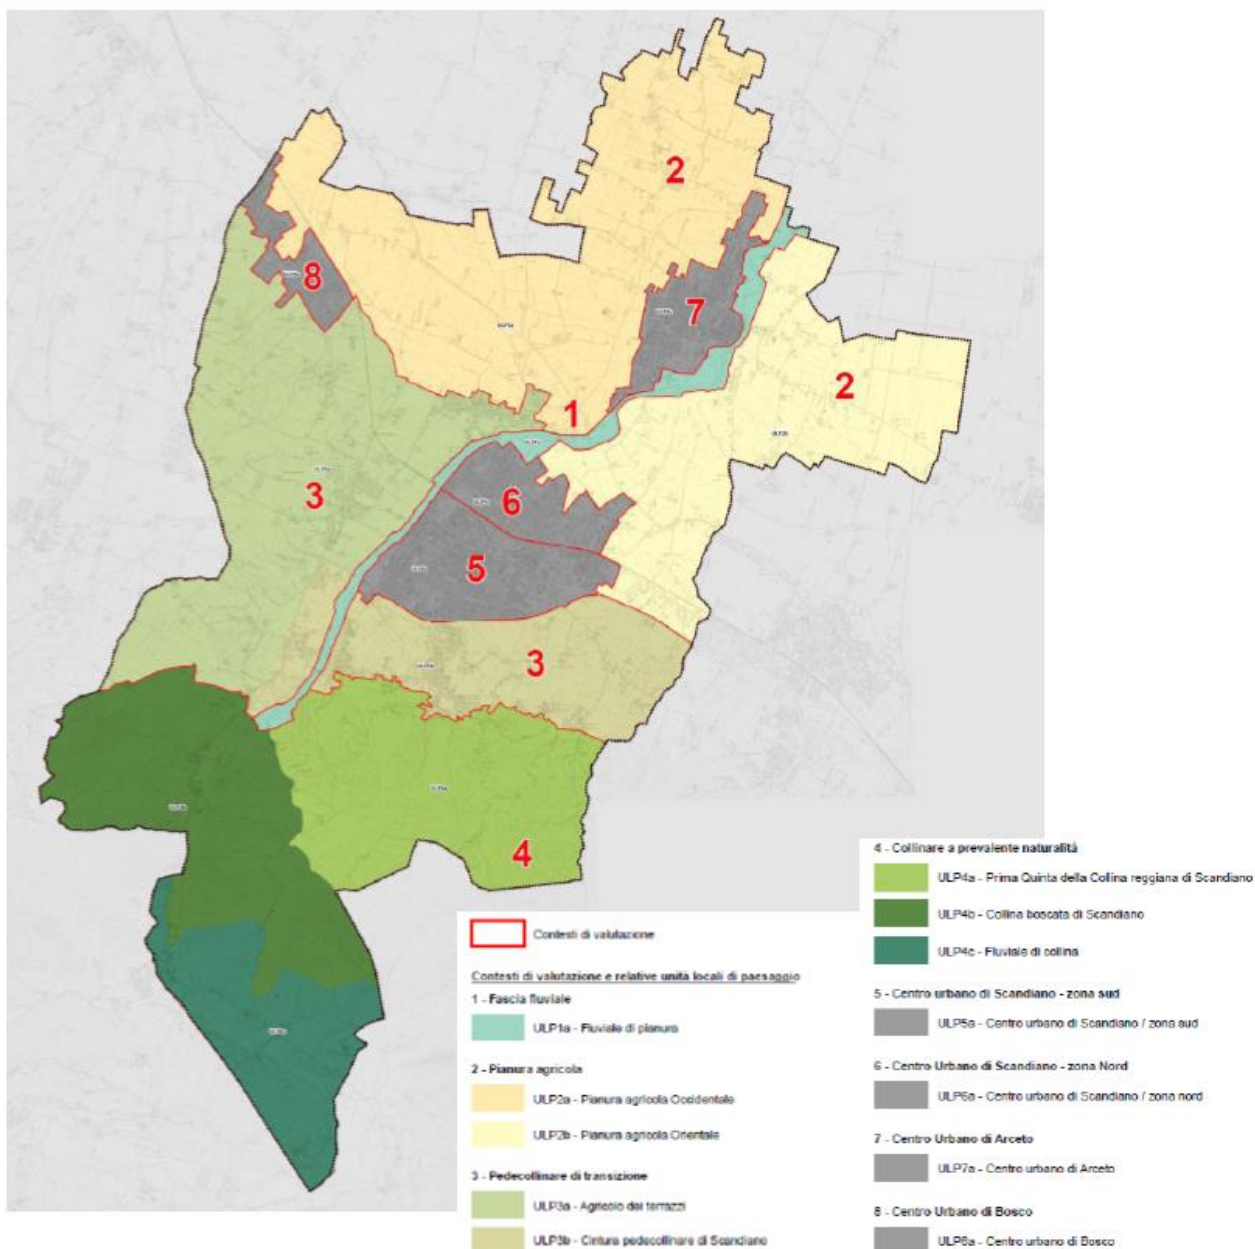 2
8
7
2
1
3
6
5
3
4
Contesti di valutazione
Contesti di valutazione e relative unità locali di paesaggio
1 - Fascia fluviale
ULP1a - Fluviale di pianura
2 - Pianura agricola
ULP2a - Pianura agricola Occidentale
ULP2b - Pianura agricola Orientale
3 - Pedecollinare di transizione
ULP3a - Agricolo dei terrazzi
ULP3b - Cintura pedecollinare di Scandiano
4 - Collinare a prevalente naturalità
ULP4a - Prima Quinta della Collina reggiana di Scandiano
ULP4b - Collina boscata di Scandiano
ULP4c - Fluviale di collina
5 - Centro urbano di Scandiano - zona sud
ULP5a - Centro urbano di Scandiano / zona sud
6 - Centro Urbano di Scandiano - zona Nord
ULP6a - Centro urbano di Scandiano / zona nord
7 - Centro Urbano di Arceto
ULP7a - Centro urbano di Arceto
8 - Centro Urbano di Bosco
ULP8a - Centro urbano di Bosco